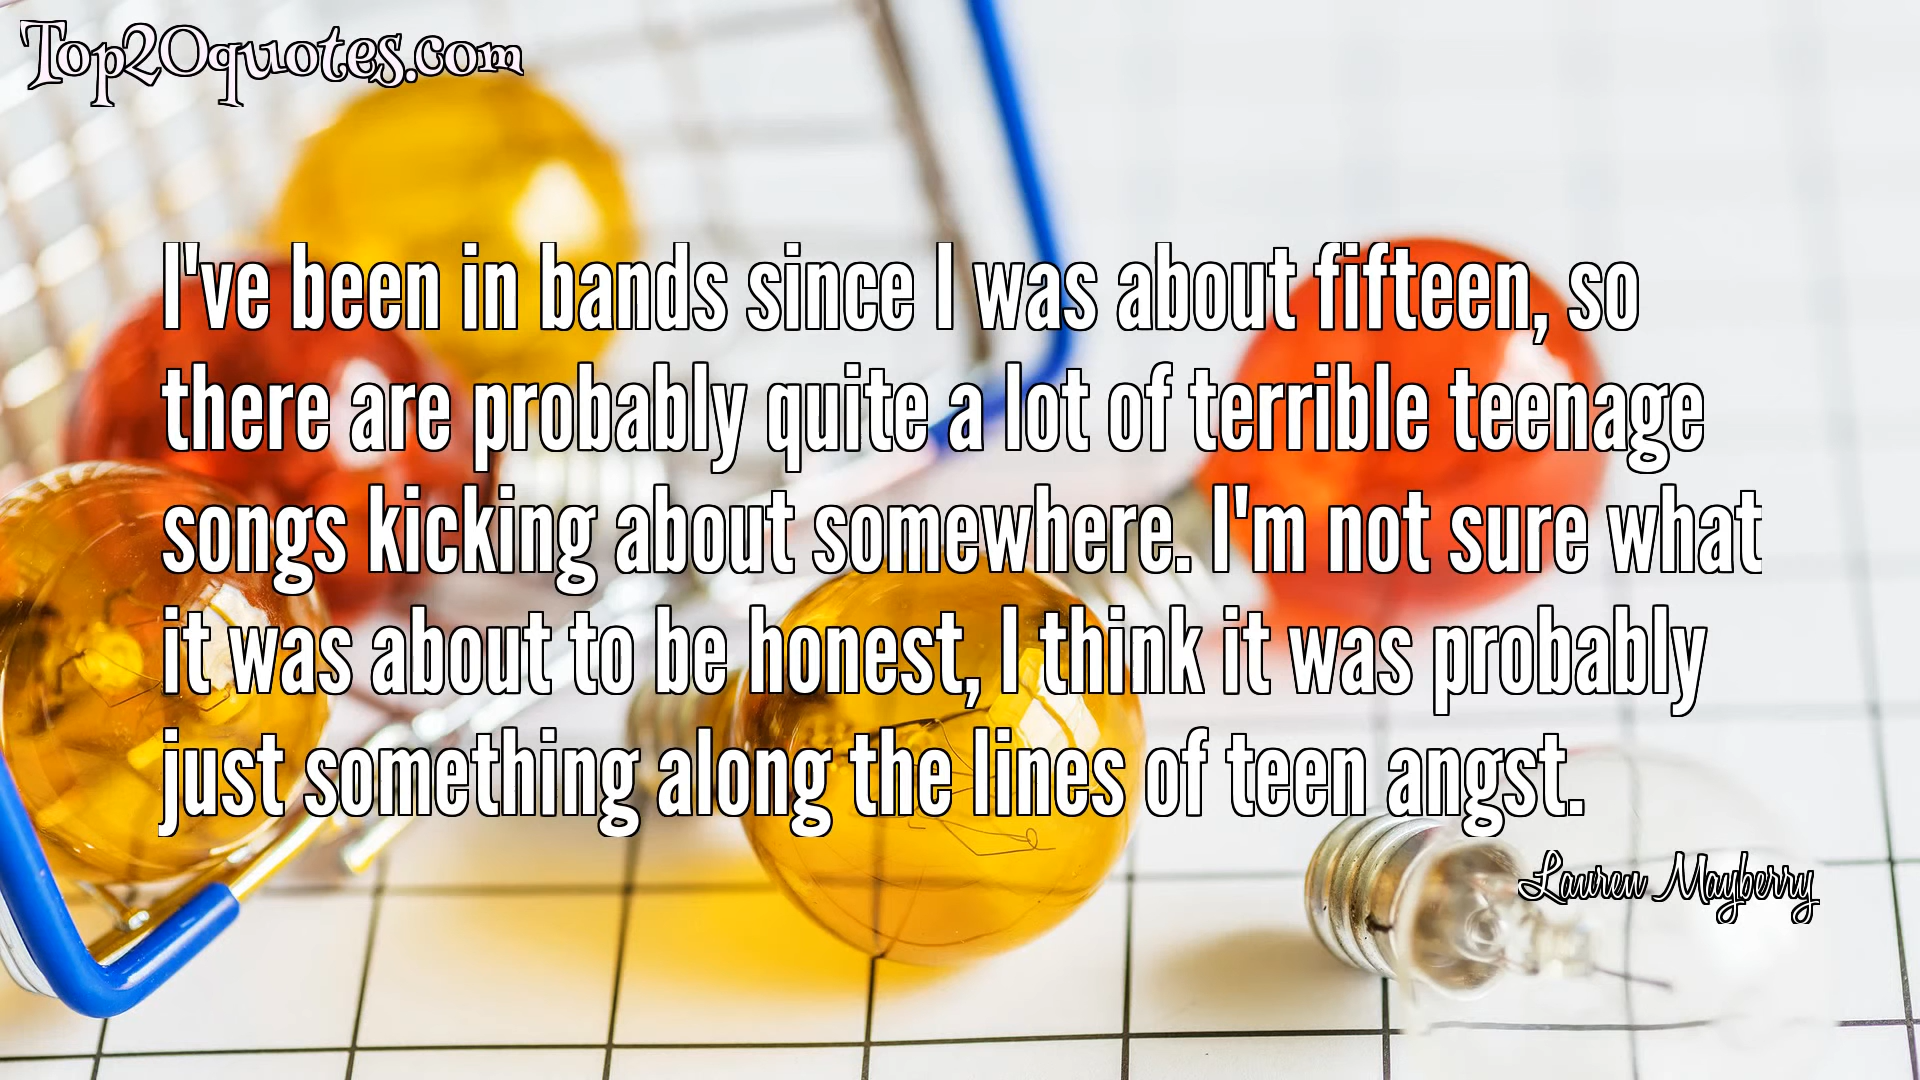 Top20quotes.com
I've been in bands since I was about fifteen, so
there are probably quite a lot of terrible teenage
songs kicking about somewhere. I'm not sure what
it was about to be honest, I think it was probably
just something along the lines of teen angst.
Lauren Mayberry